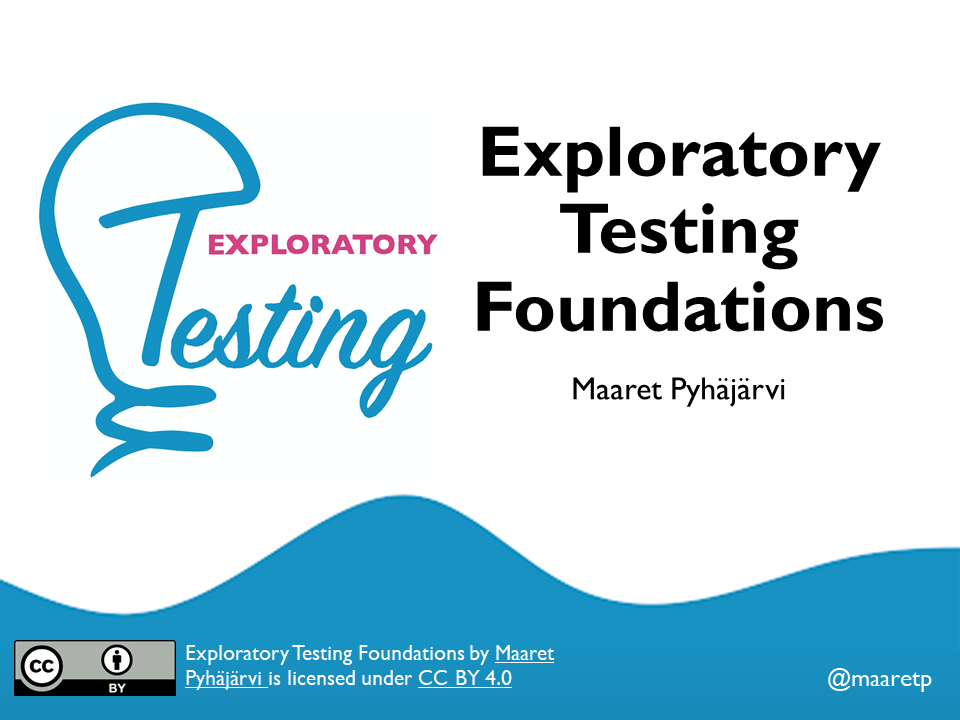 EXPLORATORY
Testing
Exploratory
Testing
Foundations
Maaret Pyhäjärvi
CC
BY
Exploratory Testing Foundations by Maaret
Pyhäjärvi is licensed under CC BY 4.0
@maaretp